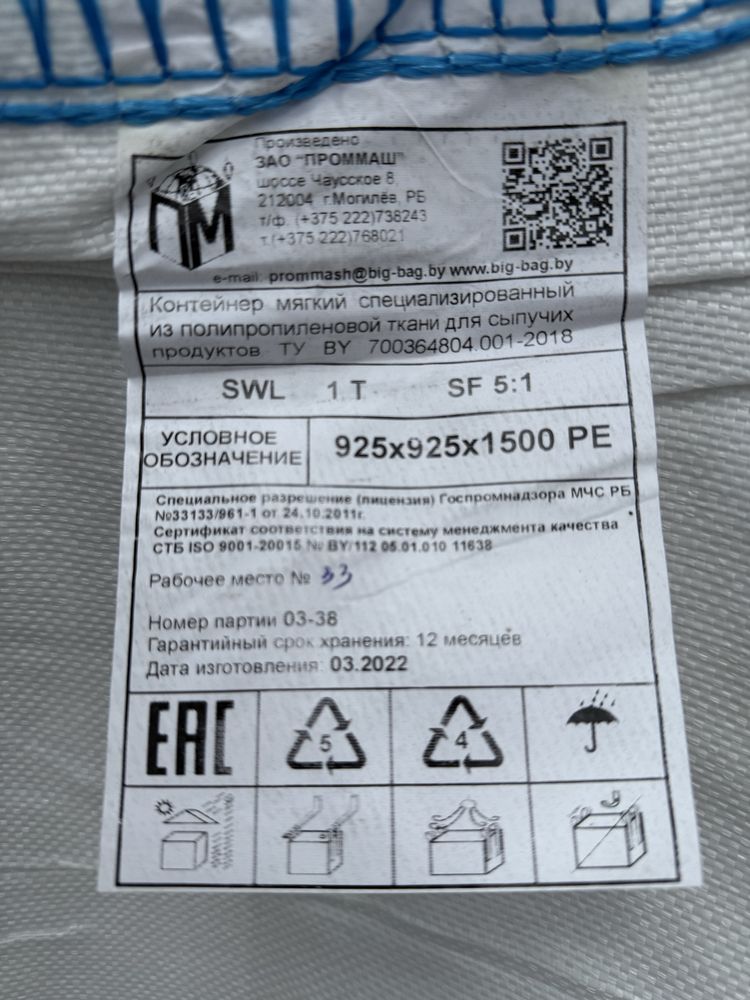 Произведено
ЗАО "ПРОММАШ"
шоссе Чаусское 8,
212004 г.Могилёв, РБ
т/ф. (+375 222)738243
т.(+375 222)768021
ПМ
e-mail: prommash@big-bag.by www.big-bag.by
Контейнер мягкий специализированный
из полипропиленовой ткани для сыпучих
продуктов ТУ BY 700364804.001-2018
SWL 1 T SF 5:1
УСЛОВНОЕ
ОБОЗНАЧЕНИЕ
925x925x1500 PE
Специальное разрешение (лицензия) Госпромнадзора МЧС РБ
№33133/961-1 от 24.10.2011г.
Сертификат соответствия на систему менеджмента качества
СТБ ISO 9001-20015 № BY/112 05.01.010 11638
Рабочее место № 33
Номер партии 03-38
Гарантийный срок хранения: 12 месяцев
Дата изготовления: 03.2022
EAC
5
4